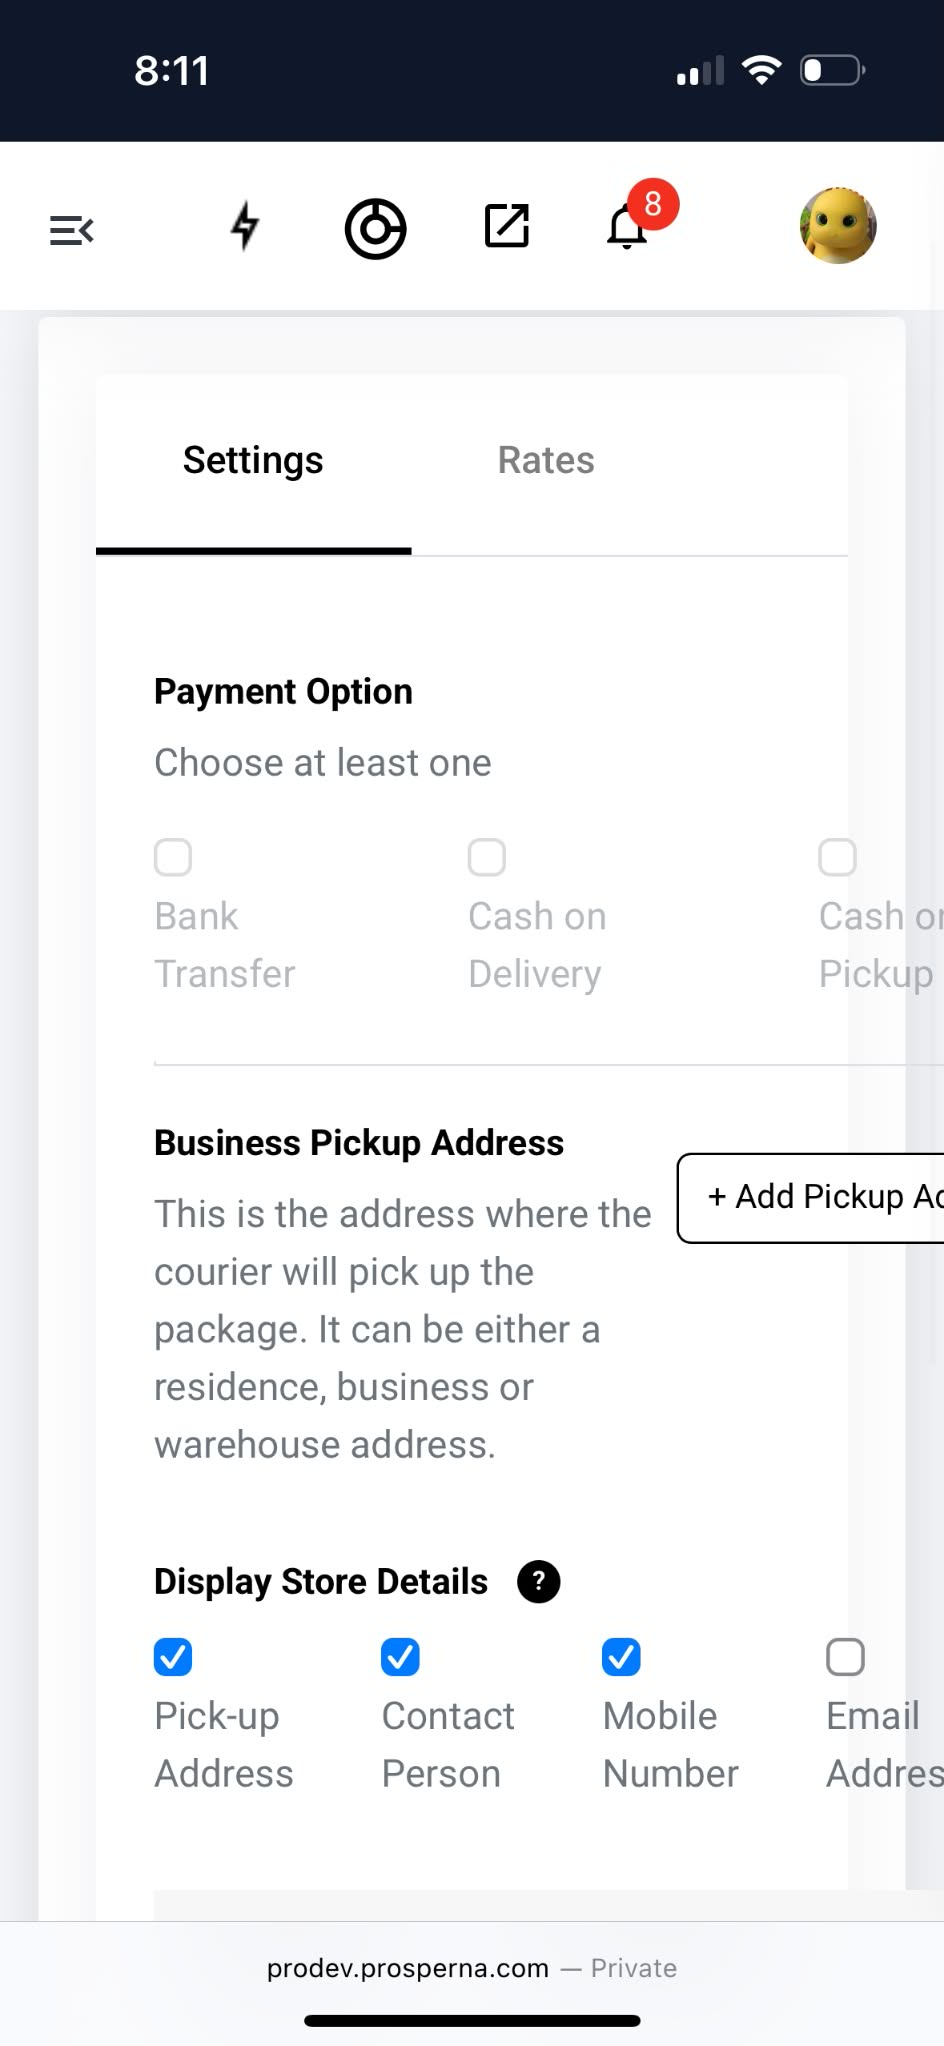 8:11
8
Settings Rates
Payment Option
Choose at least one
Bank Transfer
Cash on Delivery
Cash Pickup
Business Pickup Address
+ Add Pickup
This is the address where the
courier will pick up the
package. It can be either a
residence, business or
warehouse address.
Display Store Details ?
Pick-up Address
Contact Person
Mobile Number
Email
prodev.prosperna.com — Private